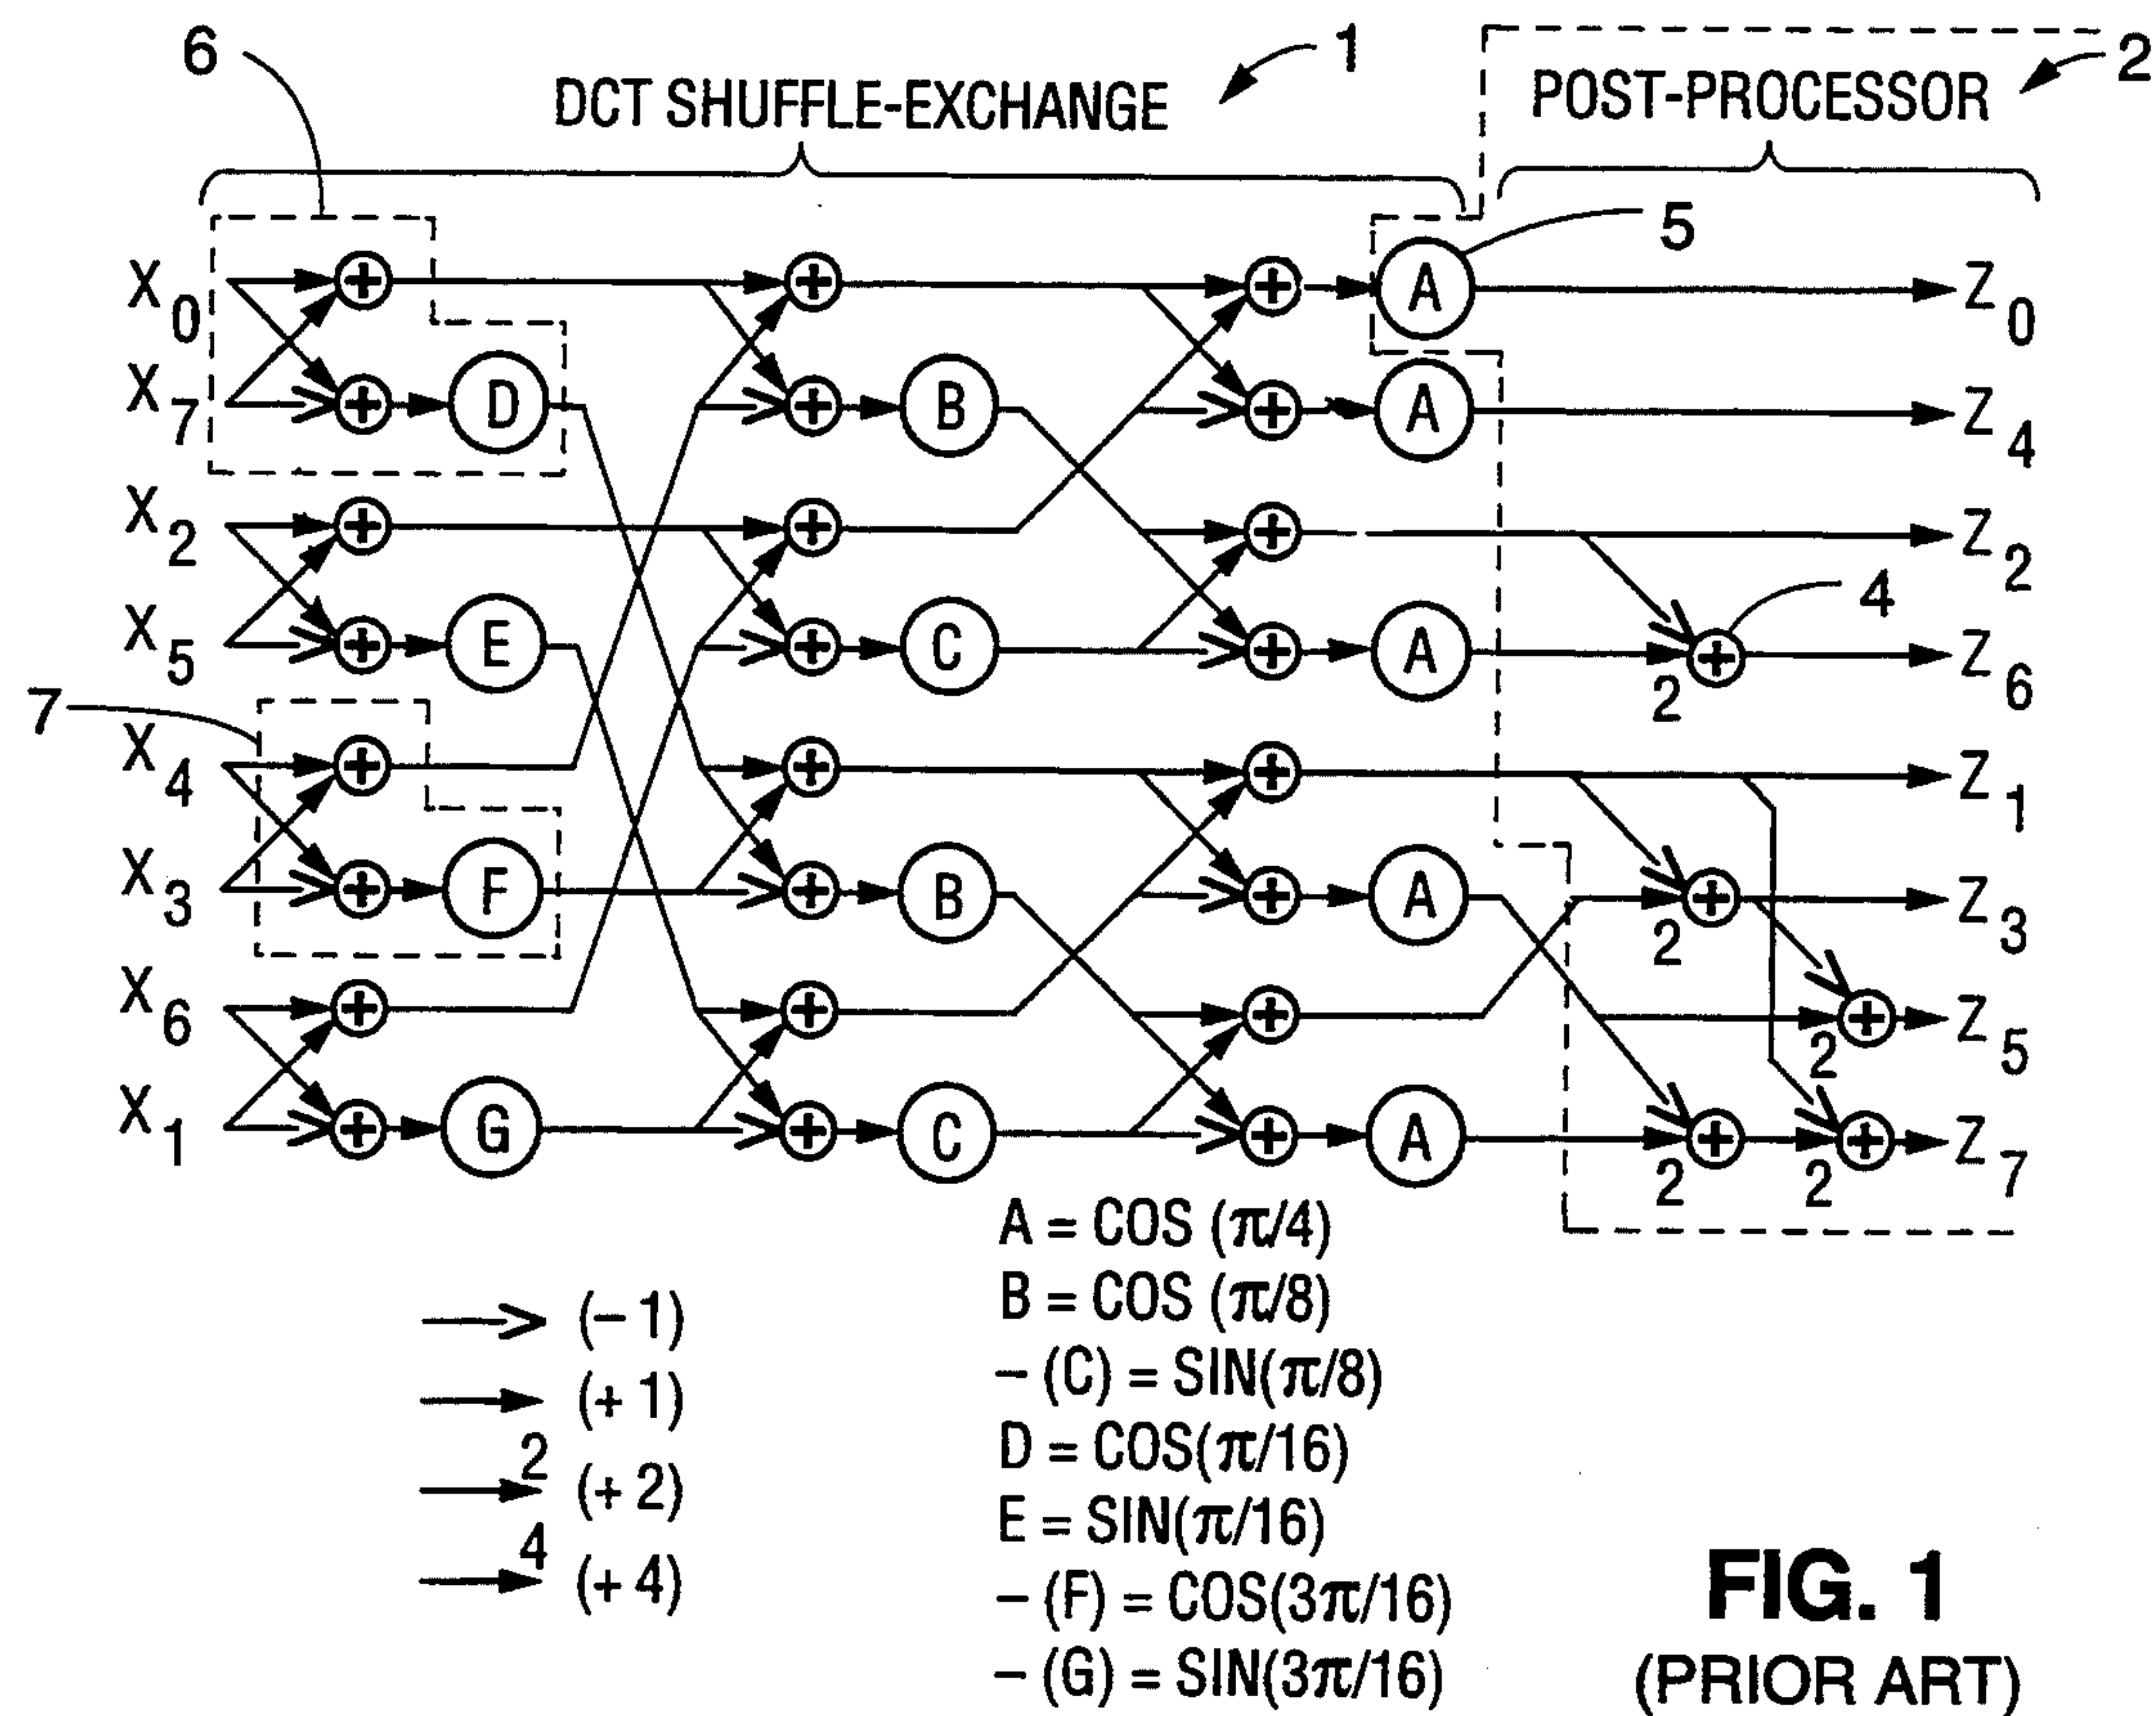 6
1
2
DCT SHUFFLE-EXCHANGE
POST-PROCESSOR
5
X0
A
Z0
X7
D
B
A
Z4
X2
Z2
4
X5
E
C
A
2
Z6
7
X4
Z1
X3
F
B
A
2
Z3
X6
2
Z5
X1
G
C
A
2
2
Z7
A = COS (π/4)
B = COS (π/8)
– (C) = SIN(π/8)
D = COS(π/16)
E = SIN(π/16)
– (F) = COS(3π/16)
– (G) = SIN(3π/16)
(– 1)
(+ 1)
2
(+ 2)
4
(+ 4)
FIG. 1
(PRIOR ART)